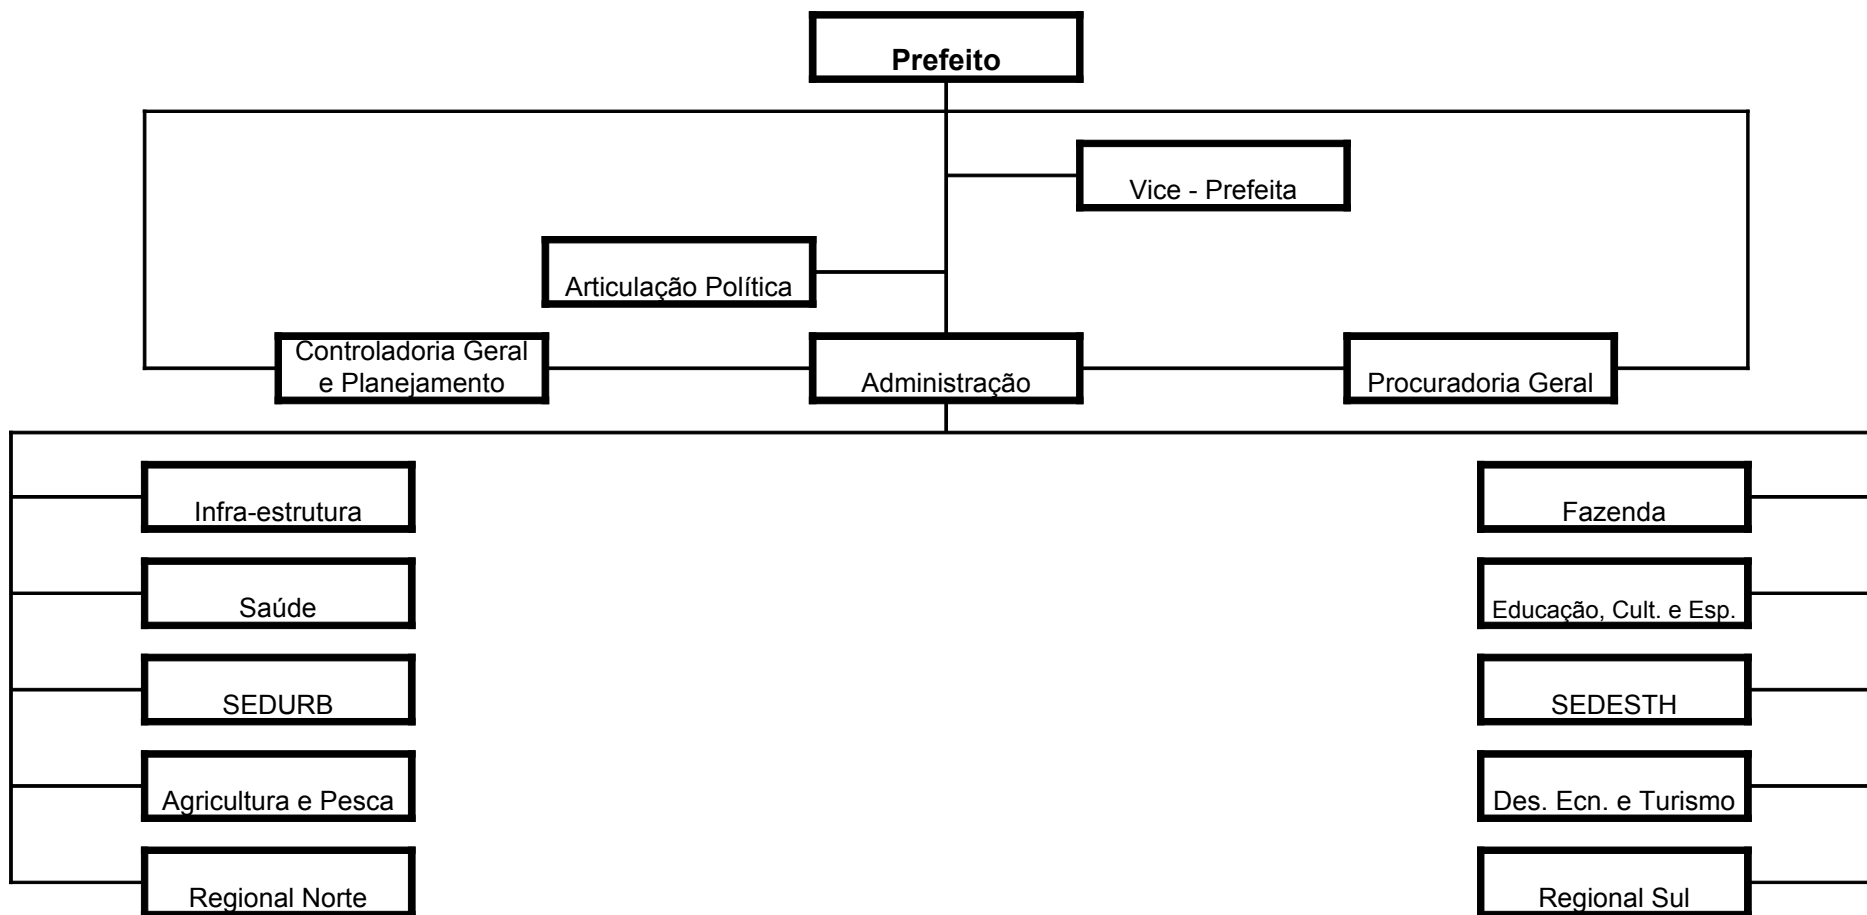 Prefeito
Vice - Prefeita
Articulação Política
Controladoria Geral
e Planejamento
Administração
Procuradoria Geral
Infra-estrutura
Fazenda
Saúde
Educação, Cult. e Esp.
SEDURB
SEDESTH
Agricultura e Pesca
Des. Ecn. e Turismo
Regional Norte
Regional Sul